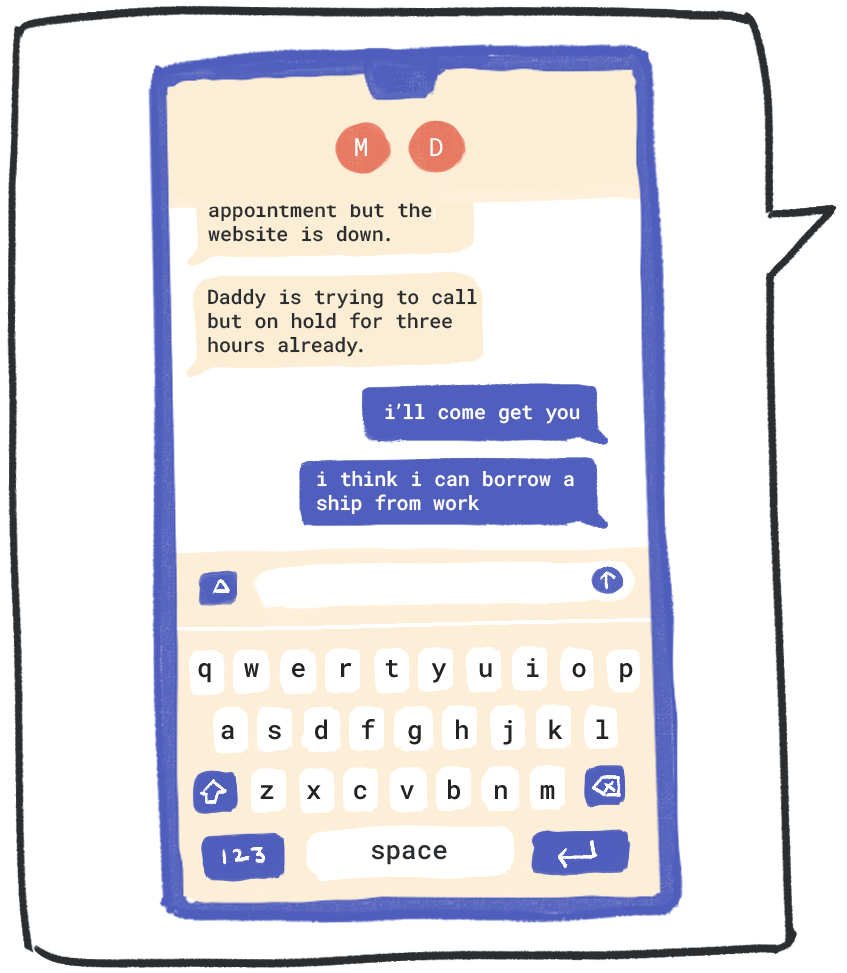 M D
appointment but the
website is down.
Daddy is trying to call
but on hold for three
hours already.
i’ll come get you
i think i can borrow a
ship from work
q w e r t y u i o p
a s d f g h j k l
z x c v b n m
123 space